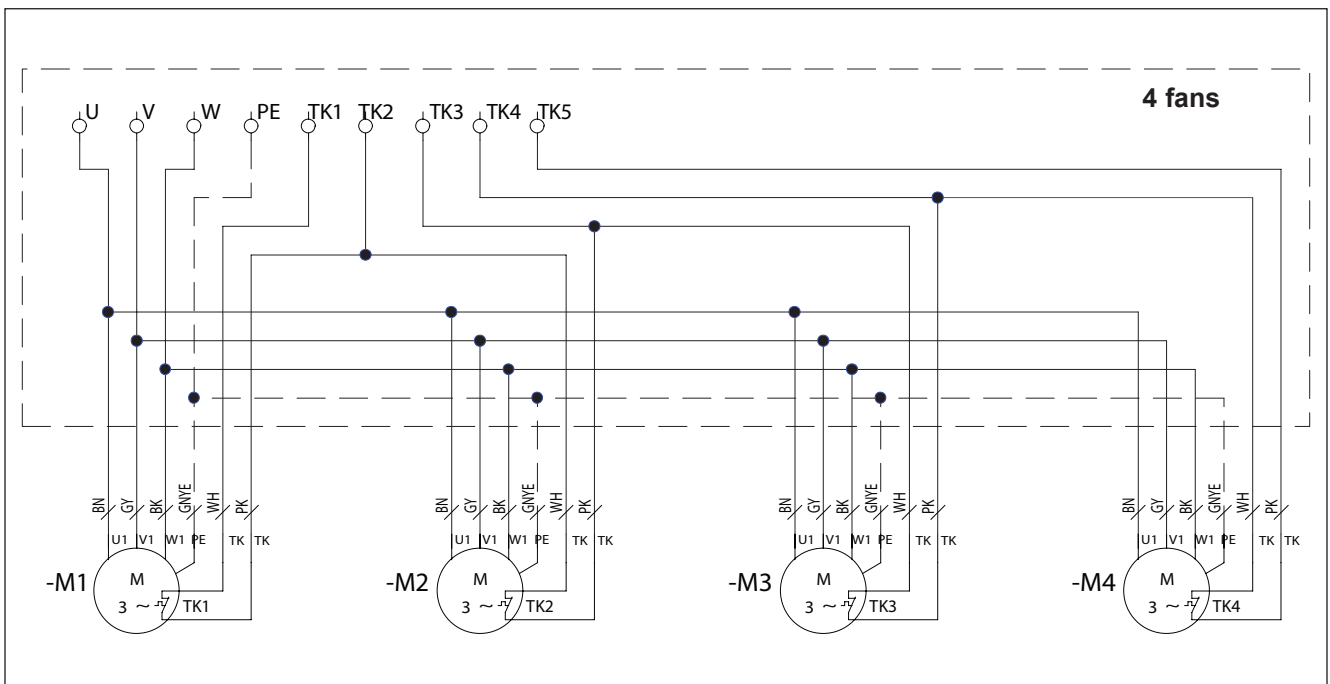 4 fans
U V W PE TK1 TK2 TK3 TK4 TK5
BN GY BK GNYE WH PK BN GY BK GNYE WH PK BN GY BK GNYE WH PK BN GY BK GNYE WH PK
U1 V1 W1 PE TK TK U1 V1 W1 PE TK TK U1 V1 W1 PE TK TK U1 V1 W1 PE TK TK
-M1 M -M2 M -M3 M -M4 M
3 ~ TK1 3 ~ TK2 3 ~ TK3 3 ~ TK4